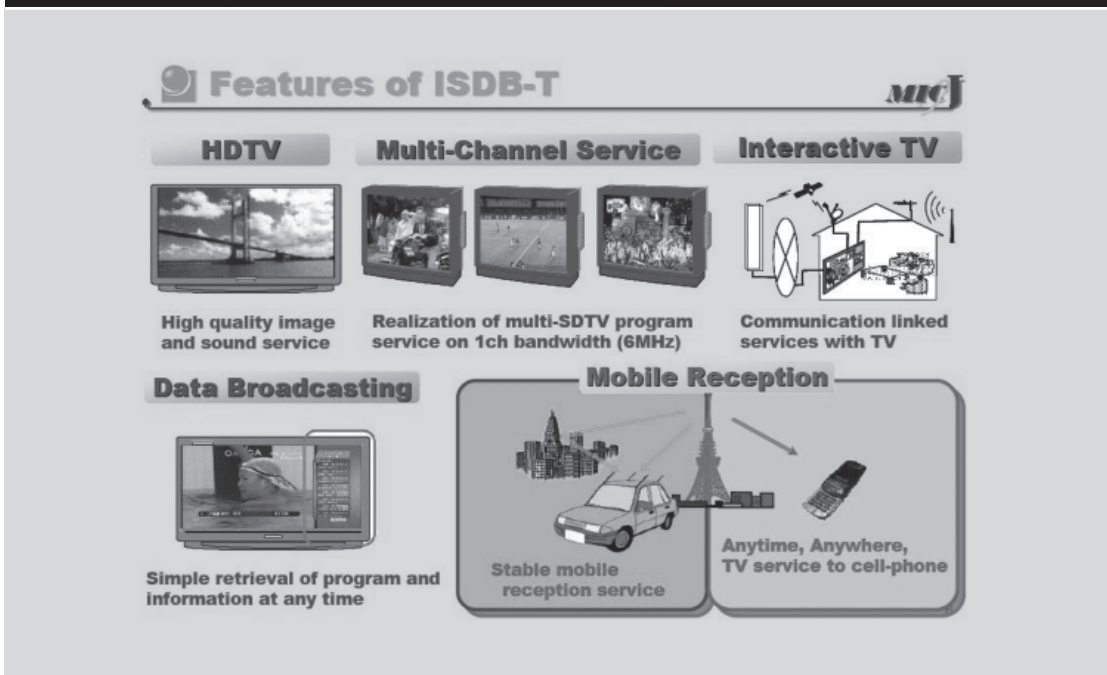 Features of ISDB-T
MIC J
HDTV
Multi-Channel Service
Interactive TV
High quality image
and sound service
Realization of multi-SDTV program
service on 1ch bandwidth (6MHz)
Communication linked
services with TV
Data Broadcasting
Mobile Reception
Simple retrieval of program and
information at any time
Stable mobile
reception service
Anytime, Anywhere,
TV service to cell-phone